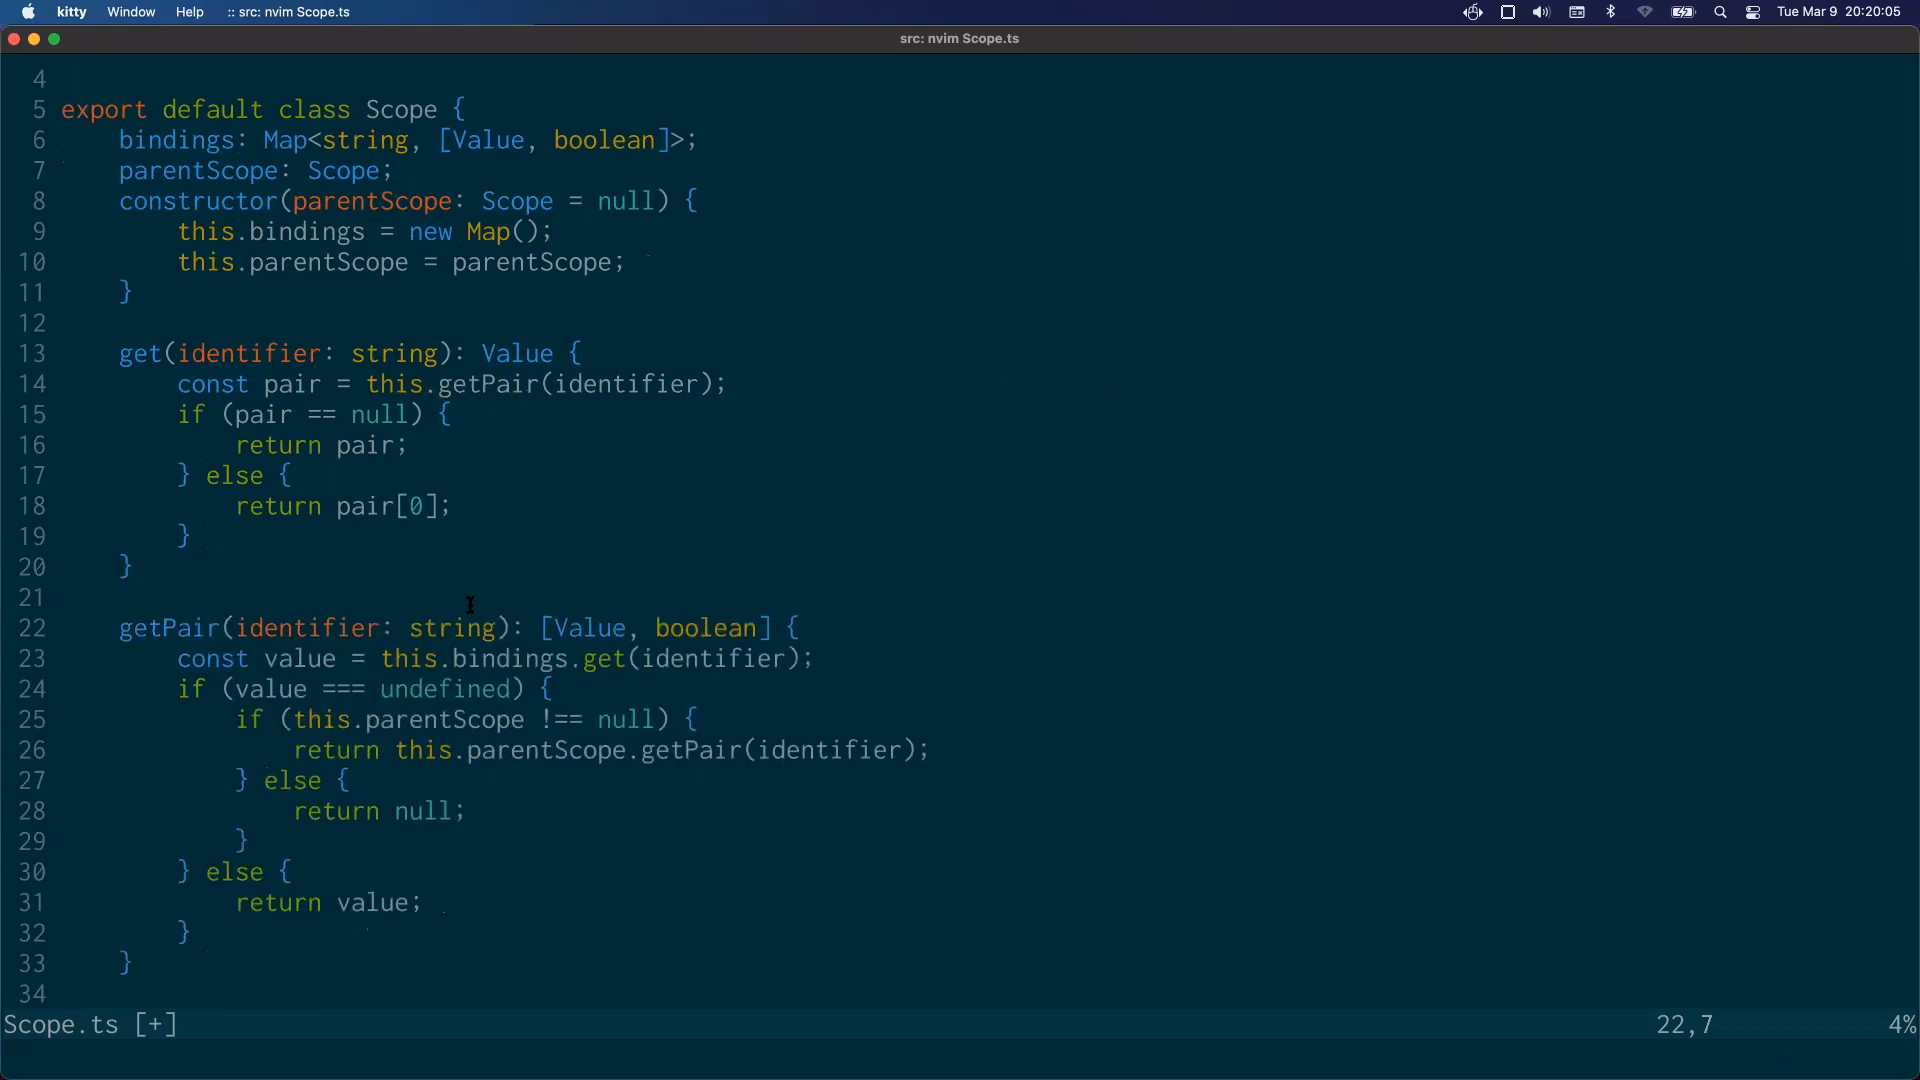 kitty Window Help :: src: nvim Scope.ts Tue Mar 9 20:20:05
src: nvim Scope.ts
4
5 export default class Scope {
6     bindings: Map<string, [Value, boolean]>;
7     parentScope: Scope;
8     constructor(parentScope: Scope = null) {
9         this.bindings = new Map();
10         this.parentScope = parentScope;
11     }
12
13     get(identifier: string): Value {
14         const pair = this.getPair(identifier);
15         if (pair == null) {
16             return pair;
17         } else {
18             return pair[0];
19         }
20     }
21
22     getPair(identifier: string): [Value, boolean] {
23         const value = this.bindings.get(identifier);
24         if (value === undefined) {
25             if (this.parentScope !== null) {
26                 return this.parentScope.getPair(identifier);
27             } else {
28                 return null;
29             }
30         } else {
31             return value;
32         }
33     }
34
Scope.ts [+] 22,7 4%